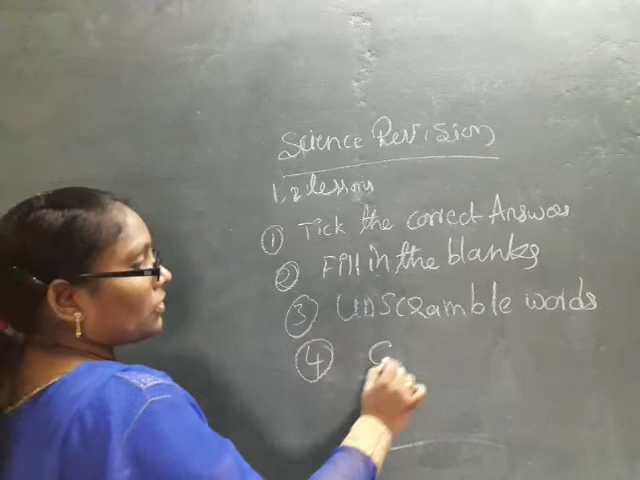 Science Revision
1, 2 lesson
① Tick the correct Answer
② Fill in the blanks
③ Unscramble words
④ C